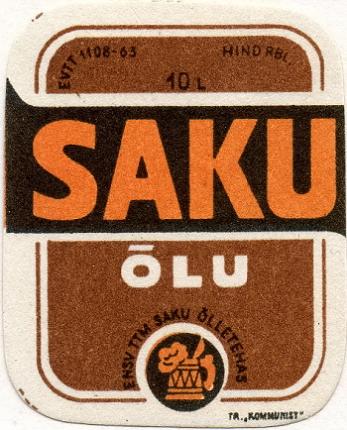 EVTT 1108-63 HIND RBL.
10 L
SAKU
ÕLU
ENSV TTM SAKU ÕLLETEHAS
TR. „KOMMUNIST"